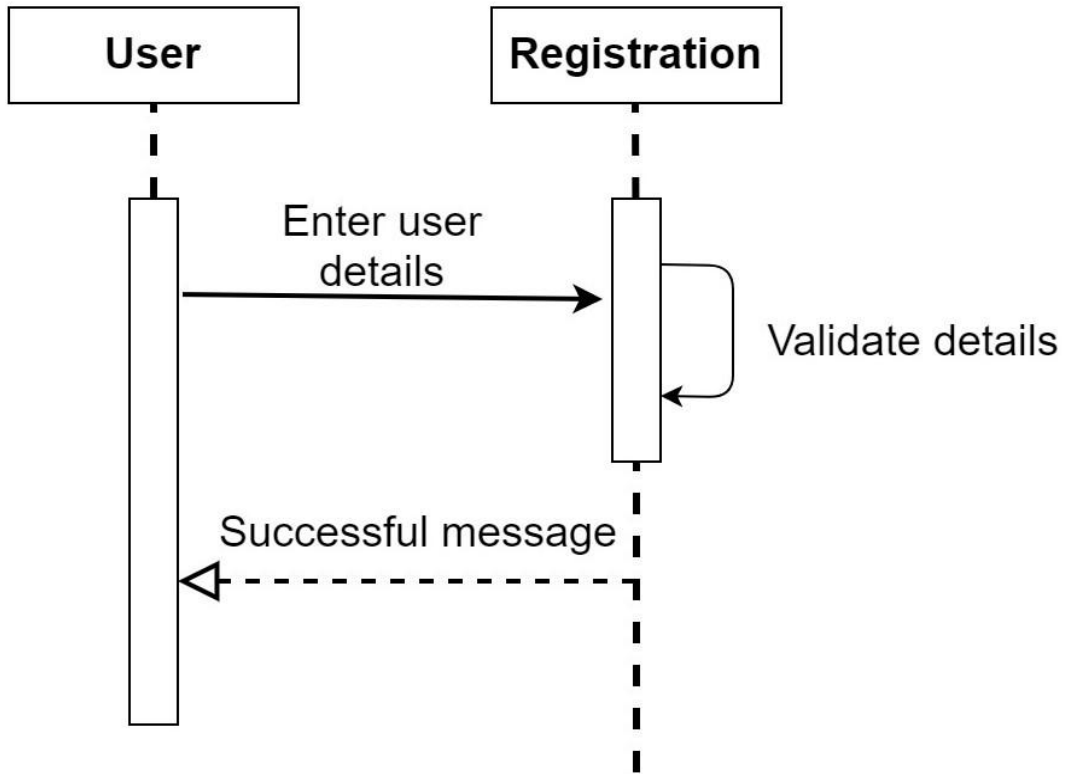 User
Registration
Enter user
details
Validate details
Successful message